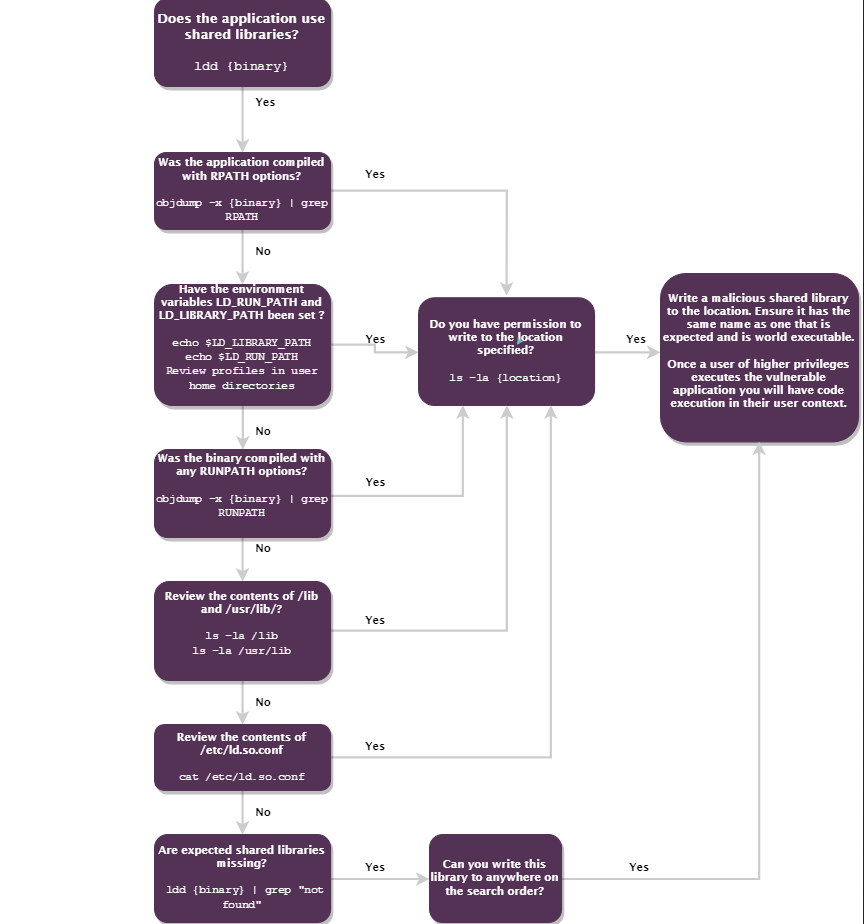 Does the application use
shared libraries?
ldd {binary}
Yes
Was the application compiled
with RPATH options?
objdump -x {binary} | grep
RPATH
Yes
No
Have the environment
variables LD_RUN_PATH and
LD_LIBRARY_PATH been set ?
echo $LD_LIBRARY_PATH
echo $LD_RUN_PATH
Review profiles in user
home directories
Yes
Do you have permission to
write to the location
specified?
ls -la {location}
Yes
Write a malicious shared library
to the location. Ensure it has the
same name as one that is
expected and is world executable.
Once a user of higher privileges
executes the vulnerable
application you will have code
execution in their user context.
No
Was the binary compiled with
any RUNPATH options?
objdump -x {binary} | grep
RUNPATH
Yes
No
Review the contents of /lib
and /usr/lib/?
ls -la /lib
ls -la /usr/lib
Yes
No
Review the contents of
/etc/ld.so.conf
cat /etc/ld.so.conf
Yes
No
Are expected shared libraries
missing?
ldd {binary} | grep "not
found"
Yes
Can you write this
library to anywhere on
the search order?
Yes